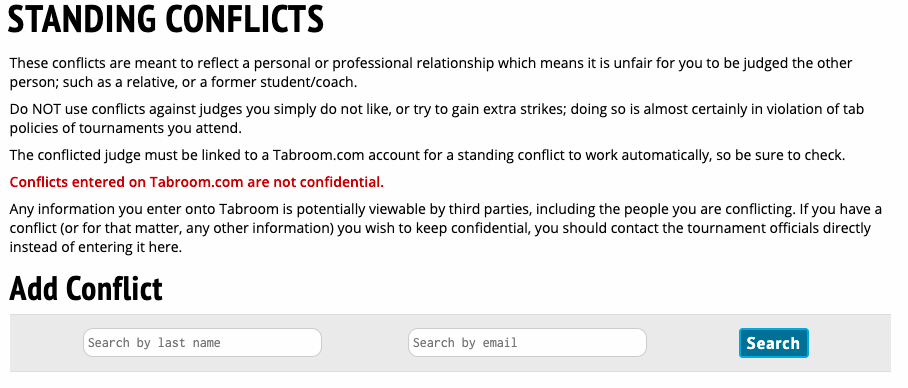 STANDING CONFLICTS
These conflicts are meant to reflect a personal or professional relationship which means it is unfair for you to be judged the other
person; such as a relative, or a former student/coach.
Do NOT use conflicts against judges you simply do not like, or try to gain extra strikes; doing so is almost certainly in violation of tab
policies of tournaments you attend.
The conflicted judge must be linked to a Tabroom.com account for a standing conflict to work automatically, so be sure to check.
Conflicts entered on Tabroom.com are not confidential.
Any information you enter onto Tabroom is potentially viewable by third parties, including the people you are conflicting. If you have a
conflict (or for that matter, any other information) you wish to keep confidential, you should contact the tournament officials directly
instead of entering it here.
Add Conflict
Search by last name Search by email Search